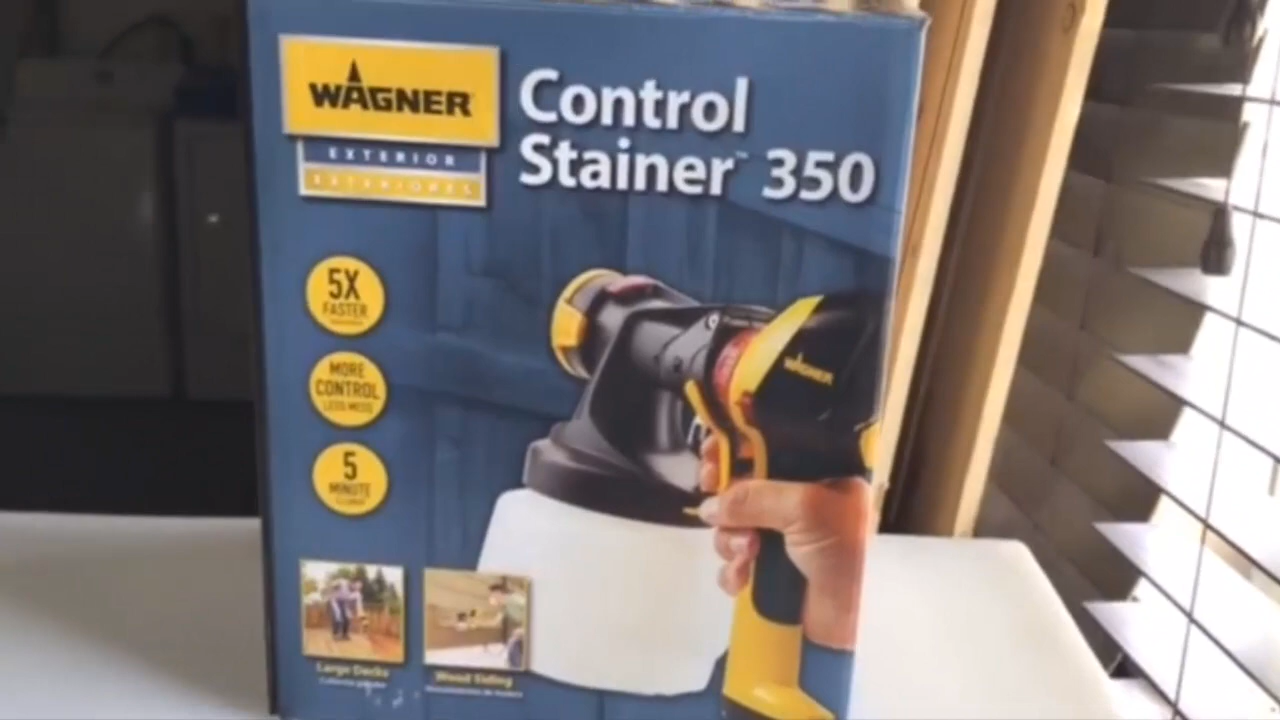 WAGNER
EXTERIOR
EXTERIORES
Control
Stainer™ 350
5X
FASTER
MORE
CONTROL
LESS MESS
5
MINUTE
WAGNER
Large Decks
Wood Siding